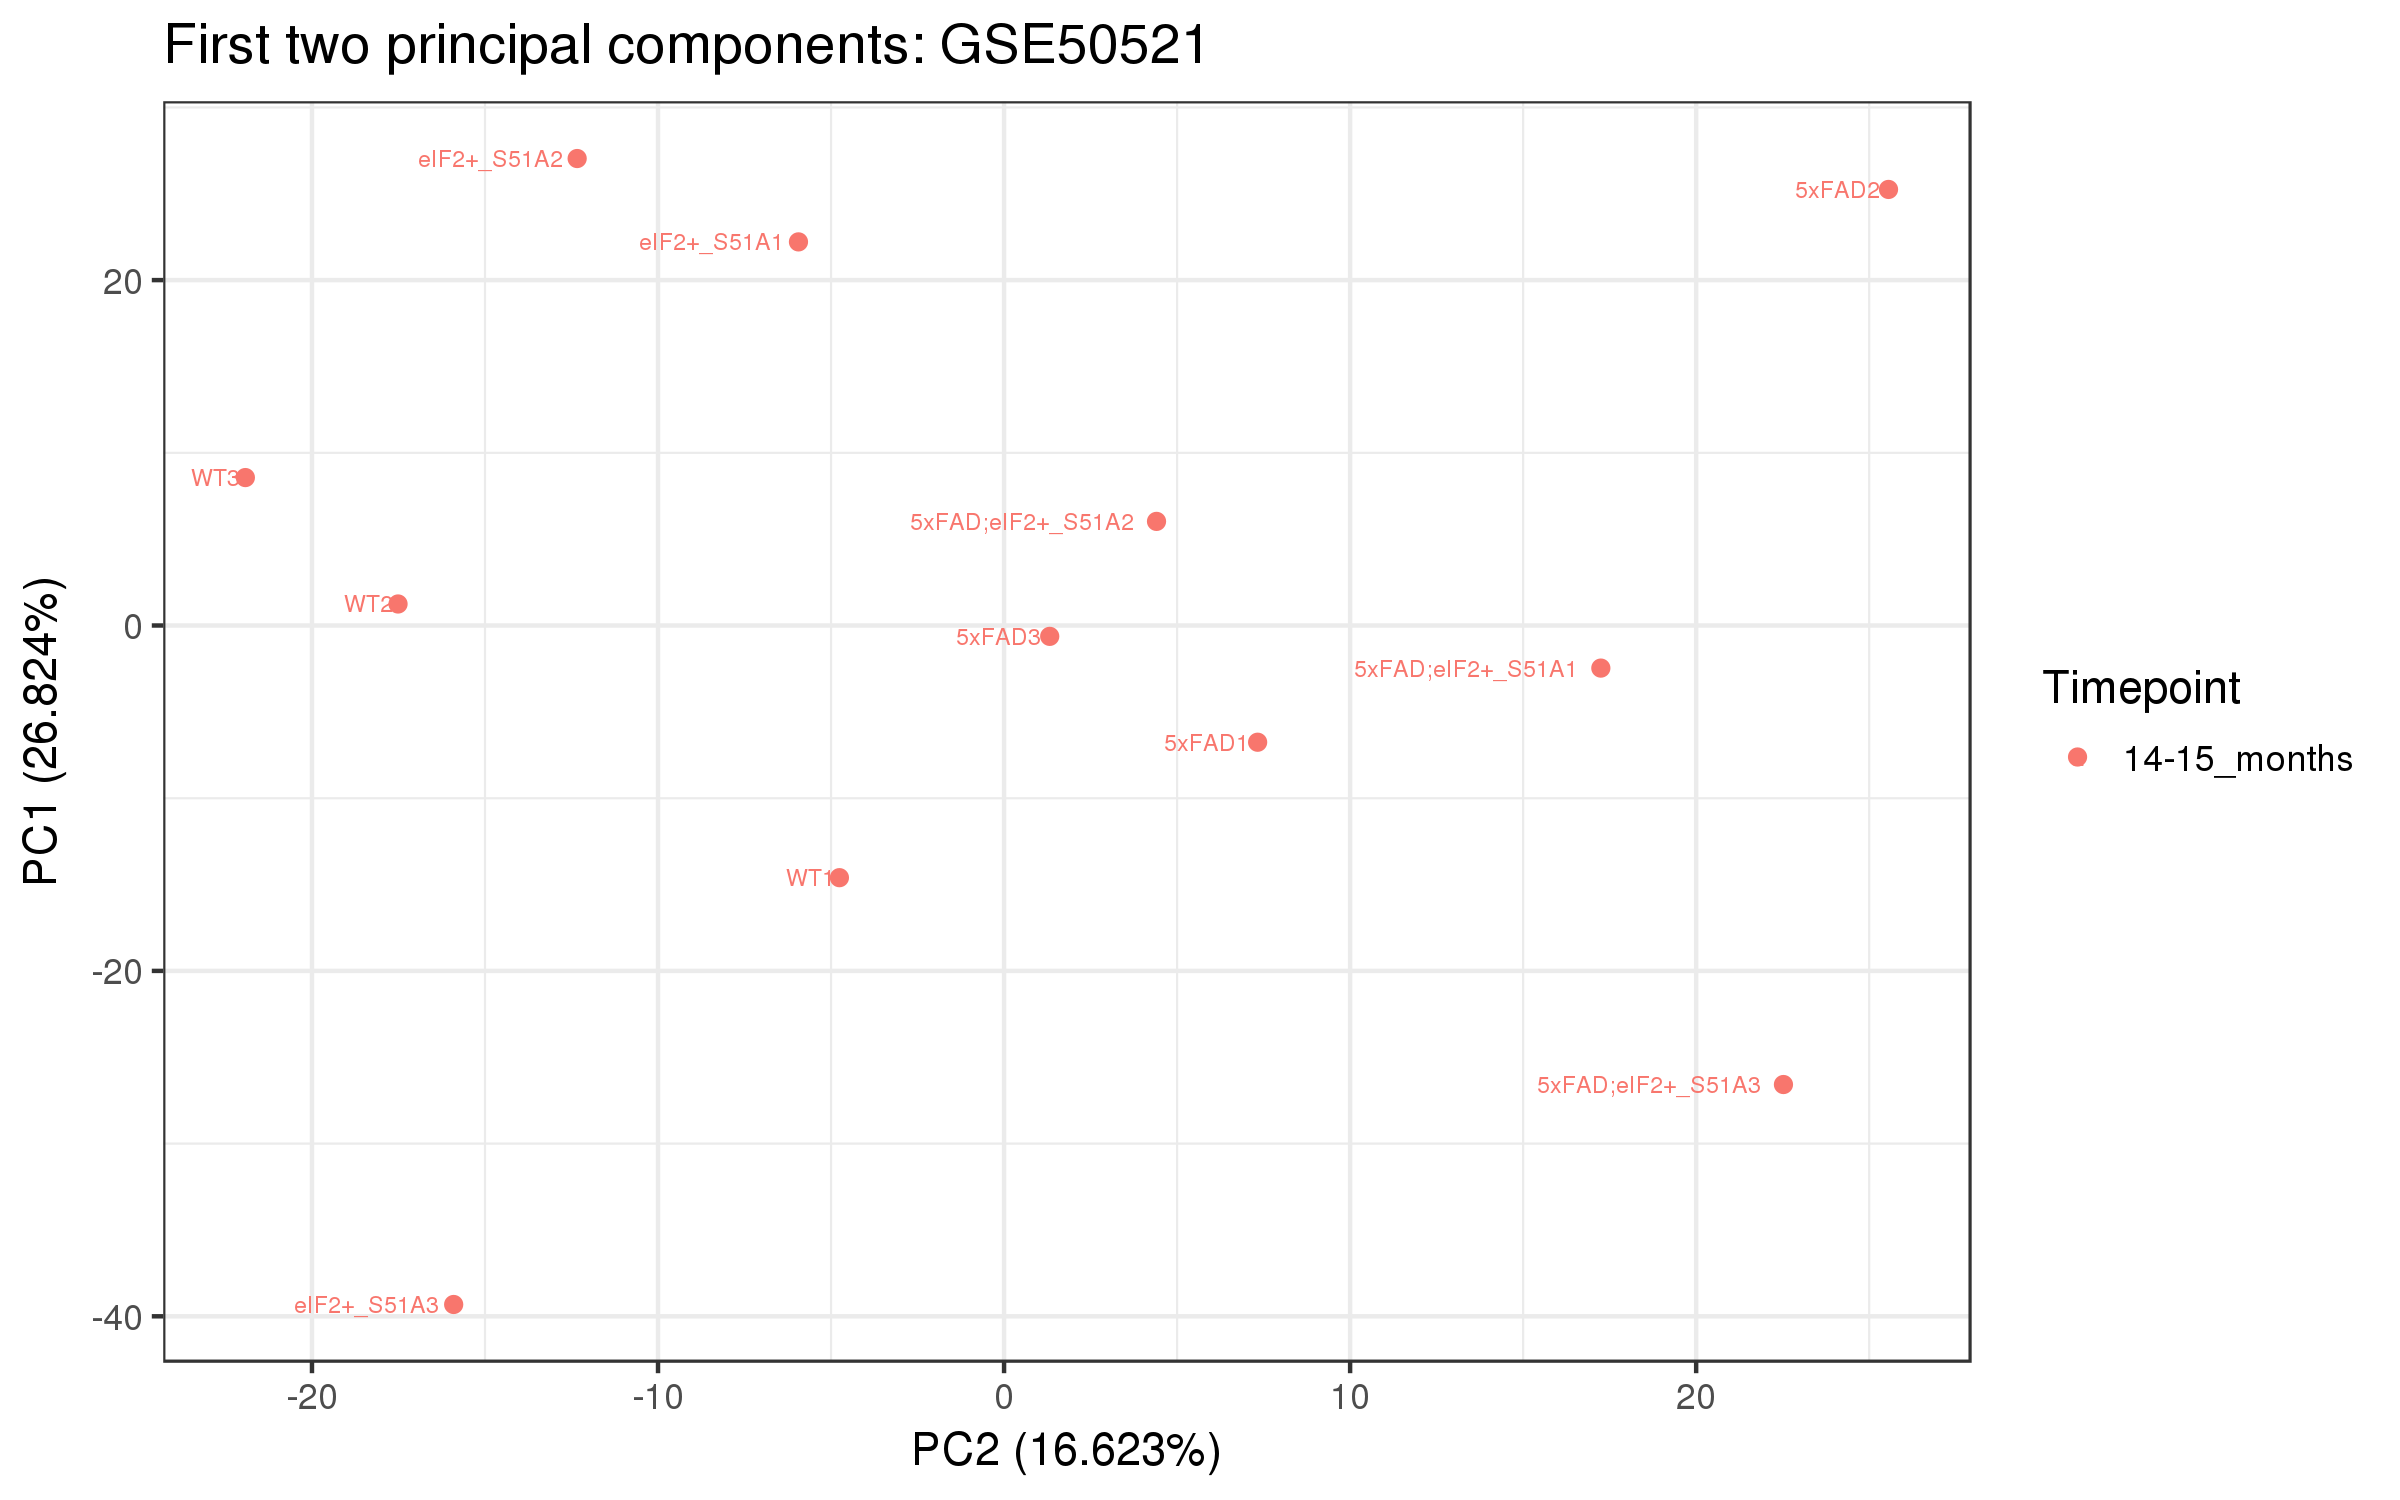 First two principal components: GSE50521
eIF2+_S51A2
5xFAD2
eIF2+_S51A1
20
WT3
5xFAD;eIF2+_S51A2
WT2
0
5xFAD3
5xFAD;eIF2+_S51A1
Timepoint
PC1 (26.824%)
5xFAD1
14-15_months
WT1
-20
5xFAD;eIF2+_S51A3
eIF2+_S51A3
-40
-20
-10
0
10
20
PC2 (16.623%)